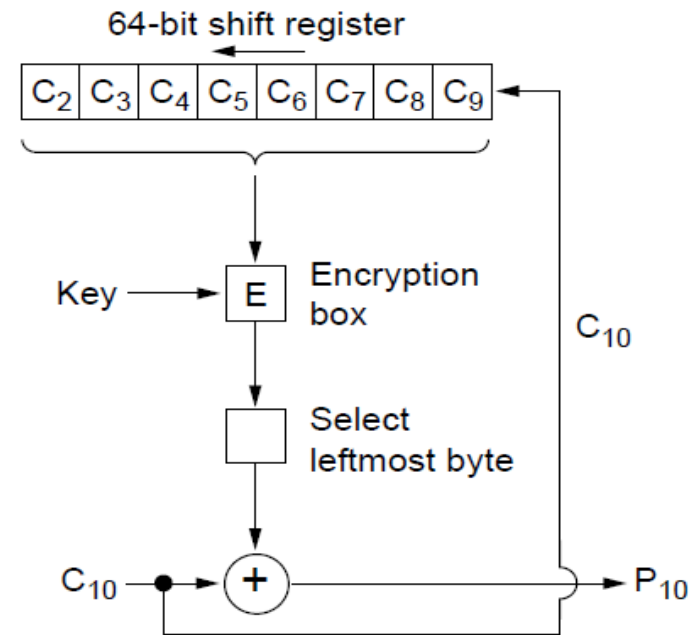 64-bit shift register
C₂ C₃ C₄ C₅ C₆ C₇ C₈ C₉
Key
E
Encryption
box
C₁₀
Select
leftmost byte
C₁₀
+
P₁₀